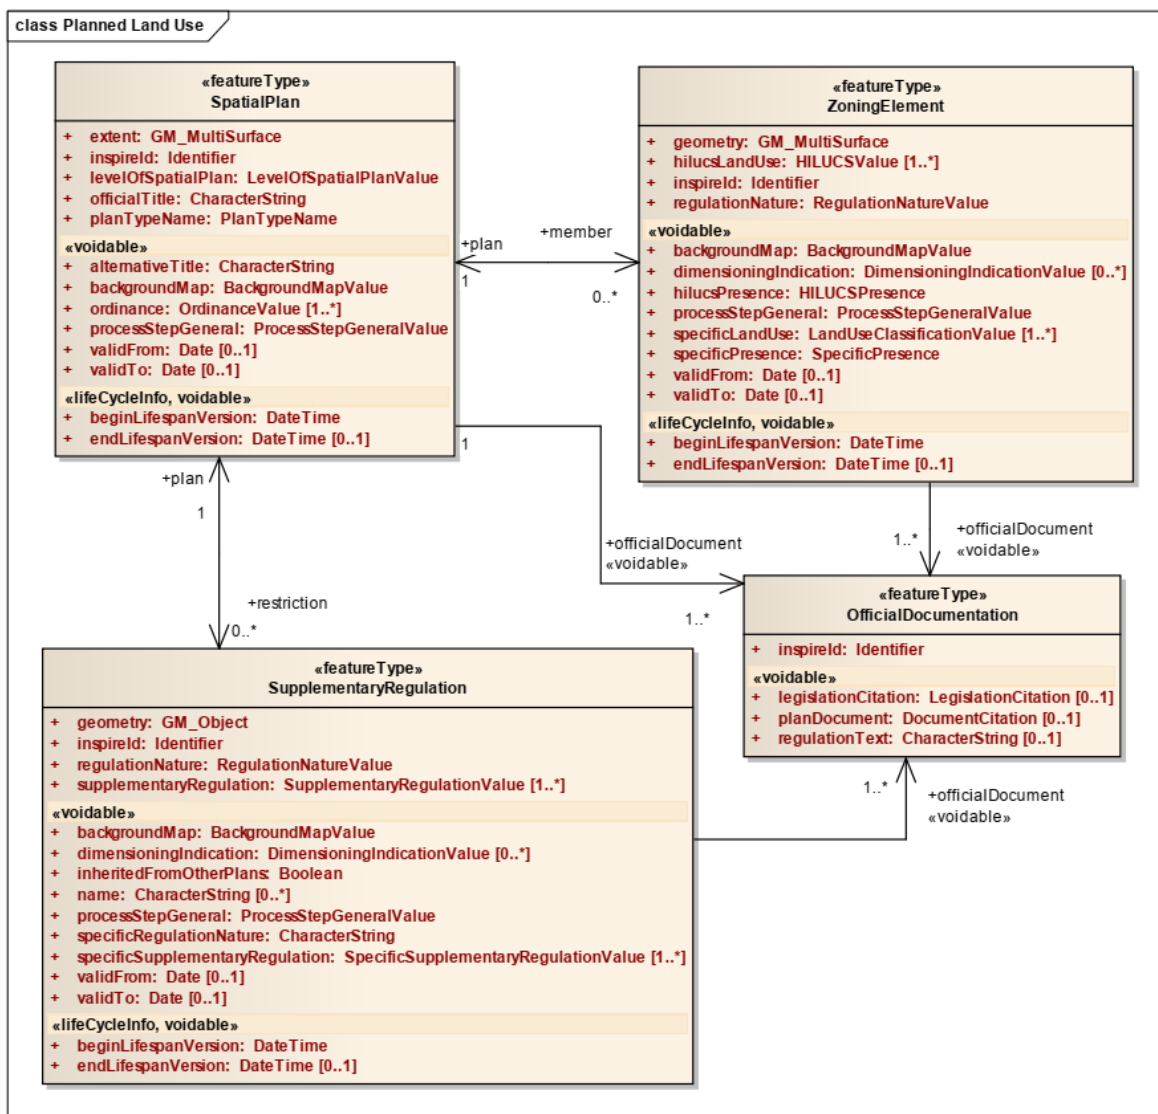 class Planned Land Use
«featureType»
SpatialPlan
+ extent: GM_MultiSurface
+ inspireId: Identifier
+ levelOfSpatialPlan: LevelOfSpatialPlanValue
+ officialTitle: CharacterString
+ planTypeName: PlanTypeName
«voidable»
+ alternativeTitle: CharacterString
+ backgroundMap: BackgroundMapValue
+ ordinance: OrdinanceValue [1..*]
+ processStepGeneral: ProcessStepGeneralValue
+ validFrom: Date [0..1]
+ validTo: Date [0..1]
«lifeCycleInfo, voidable»
+ beginLifespanVersion: DateTime
+ endLifespanVersion: DateTime [0..1]
«featureType»
ZoningElement
+ geometry: GM_MultiSurface
+ hilucsLandUse: HILUCSValue [1..*]
+ inspireId: Identifier
+ regulationNature: RegulationNatureValue
«voidable»
+ backgroundMap: BackgroundMapValue
+ dimensioningIndication: DimensioningIndicationValue [0..*]
+ hilucsPresence: HILUCSPresence
+ processStepGeneral: ProcessStepGeneralValue
+ specificLandUse: LandUseClassificationValue [1..*]
+ specificPresence: SpecificPresence
+ validFrom: Date [0..1]
+ validTo: Date [0..1]
«lifeCycleInfo, voidable»
+ beginLifespanVersion: DateTime
+ endLifespanVersion: DateTime [0..1]
+plan
1
+member
0..*
1
+officialDocument
«voidable»
1..*
1..*
+officialDocument
«voidable»
+plan
1
+restriction
0..*
«featureType»
OfficialDocumentation
+ inspireId: Identifier
«voidable»
+ legislationCitation: LegislationCitation [0..1]
+ planDocument: DocumentCitation [0..1]
+ regulationText: CharacterString [0..1]
1..*
+officialDocument
«voidable»
«featureType»
SupplementaryRegulation
+ geometry: GM_Object
+ inspireId: Identifier
+ regulationNature: RegulationNatureValue
+ supplementaryRegulation: SupplementaryRegulationValue [1..*]
«voidable»
+ backgroundMap: BackgroundMapValue
+ dimensioningIndication: DimensioningIndicationValue [0..*]
+ inheritedFromOtherPlans: Boolean
+ name: CharacterString [0..*]
+ processStepGeneral: ProcessStepGeneralValue
+ specificRegulationNature: CharacterString
+ specificSupplementaryRegulation: SpecificSupplementaryRegulationValue [1..*]
+ validFrom: Date [0..1]
+ validTo: Date [0..1]
«lifeCycleInfo, voidable»
+ beginLifespanVersion: DateTime
+ endLifespanVersion: DateTime [0..1]